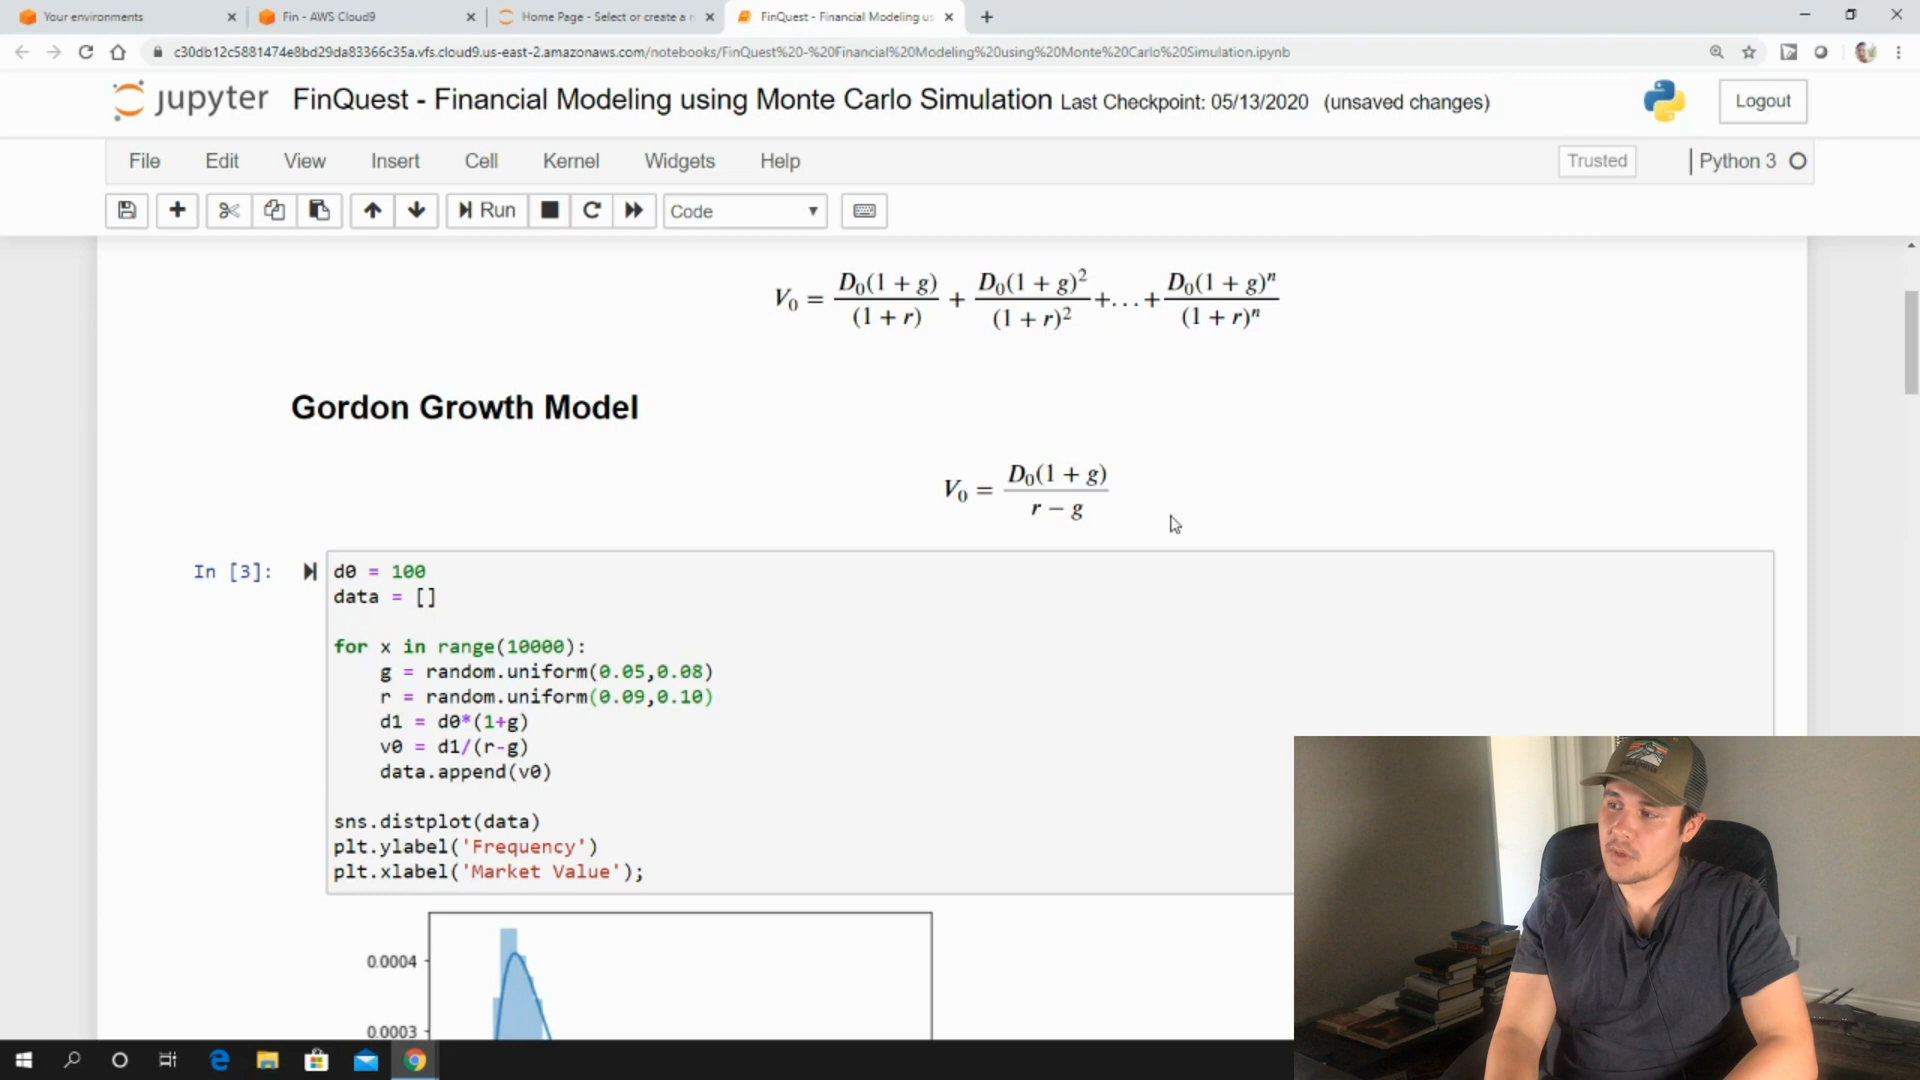 Your environments
Fin - AWS Cloud9
Home Page - Select or create a n
FinQuest - Financial Modeling us
c30db12c5881474e8bd29da83366c35a.vfs.cloud9.us-east-2.amazonaws.com/notebooks/FinQuest%20-%20Financial%20Modeling%20using%20Monte%20Carlo%20Simulation.ipynb
jupyter FinQuest - Financial Modeling using Monte Carlo Simulation Last Checkpoint: 05/13/2020 (unsaved changes)
Logout
File Edit View Insert Cell Kernel Widgets Help
Trusted
Python 3
Run
Code
V₀ = D₀(1 + g)/(1 + r) + D₀(1 + g)²/(1 + r)² +...+ D₀(1 + g)ⁿ/(1 + r)ⁿ
Gordon Growth Model
V₀ = D₀(1 + g)/r − g
In [3]:
d0 = 100
data = []
for x in range(10000):
g = random.uniform(0.05,0.08)
r = random.uniform(0.09,0.10)
d1 = d0*(1+g)
v0 = d1/(r-g)
data.append(v0)
sns.distplot(data)
plt.ylabel('Frequency')
plt.xlabel('Market Value');
0.0004
0.0003